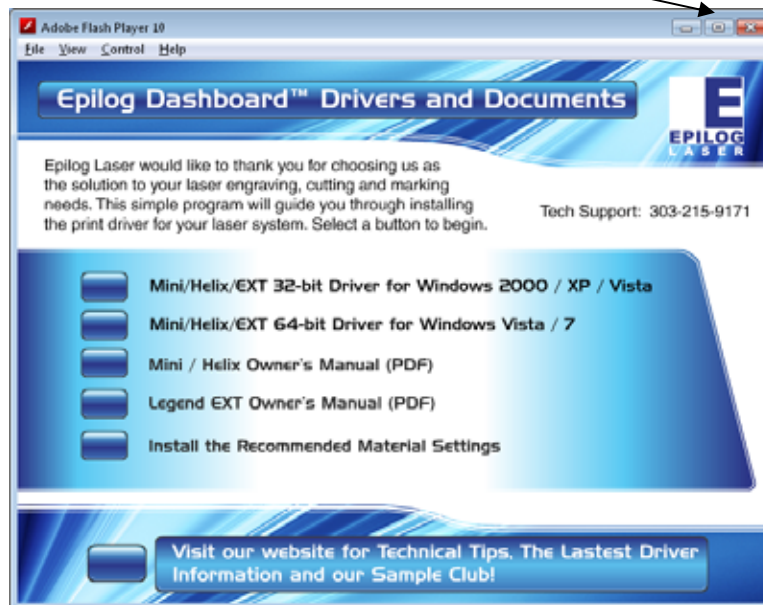 Adobe Flash Player 10
File View Control Help
Epilog Dashboard™ Drivers and Documents
EPILOG
LASER
Epilog Laser would like to thank you for choosing us as
the solution to your laser engraving, cutting and marking
needs. This simple program will guide you through installing
the print driver for your laser system. Select a button to begin.
Tech Support: 303-215-9171
Mini/Helix/EXT 32-bit Driver for Windows 2000 / XP / Vista
Mini/Helix/EXT 64-bit Driver for Windows Vista / 7
Mini / Helix Owner's Manual (PDF)
Legend EXT Owner's Manual (PDF)
Install the Recommended Material Settings
Visit our website for Technical Tips, The Lastest Driver
Information and our Sample Club!